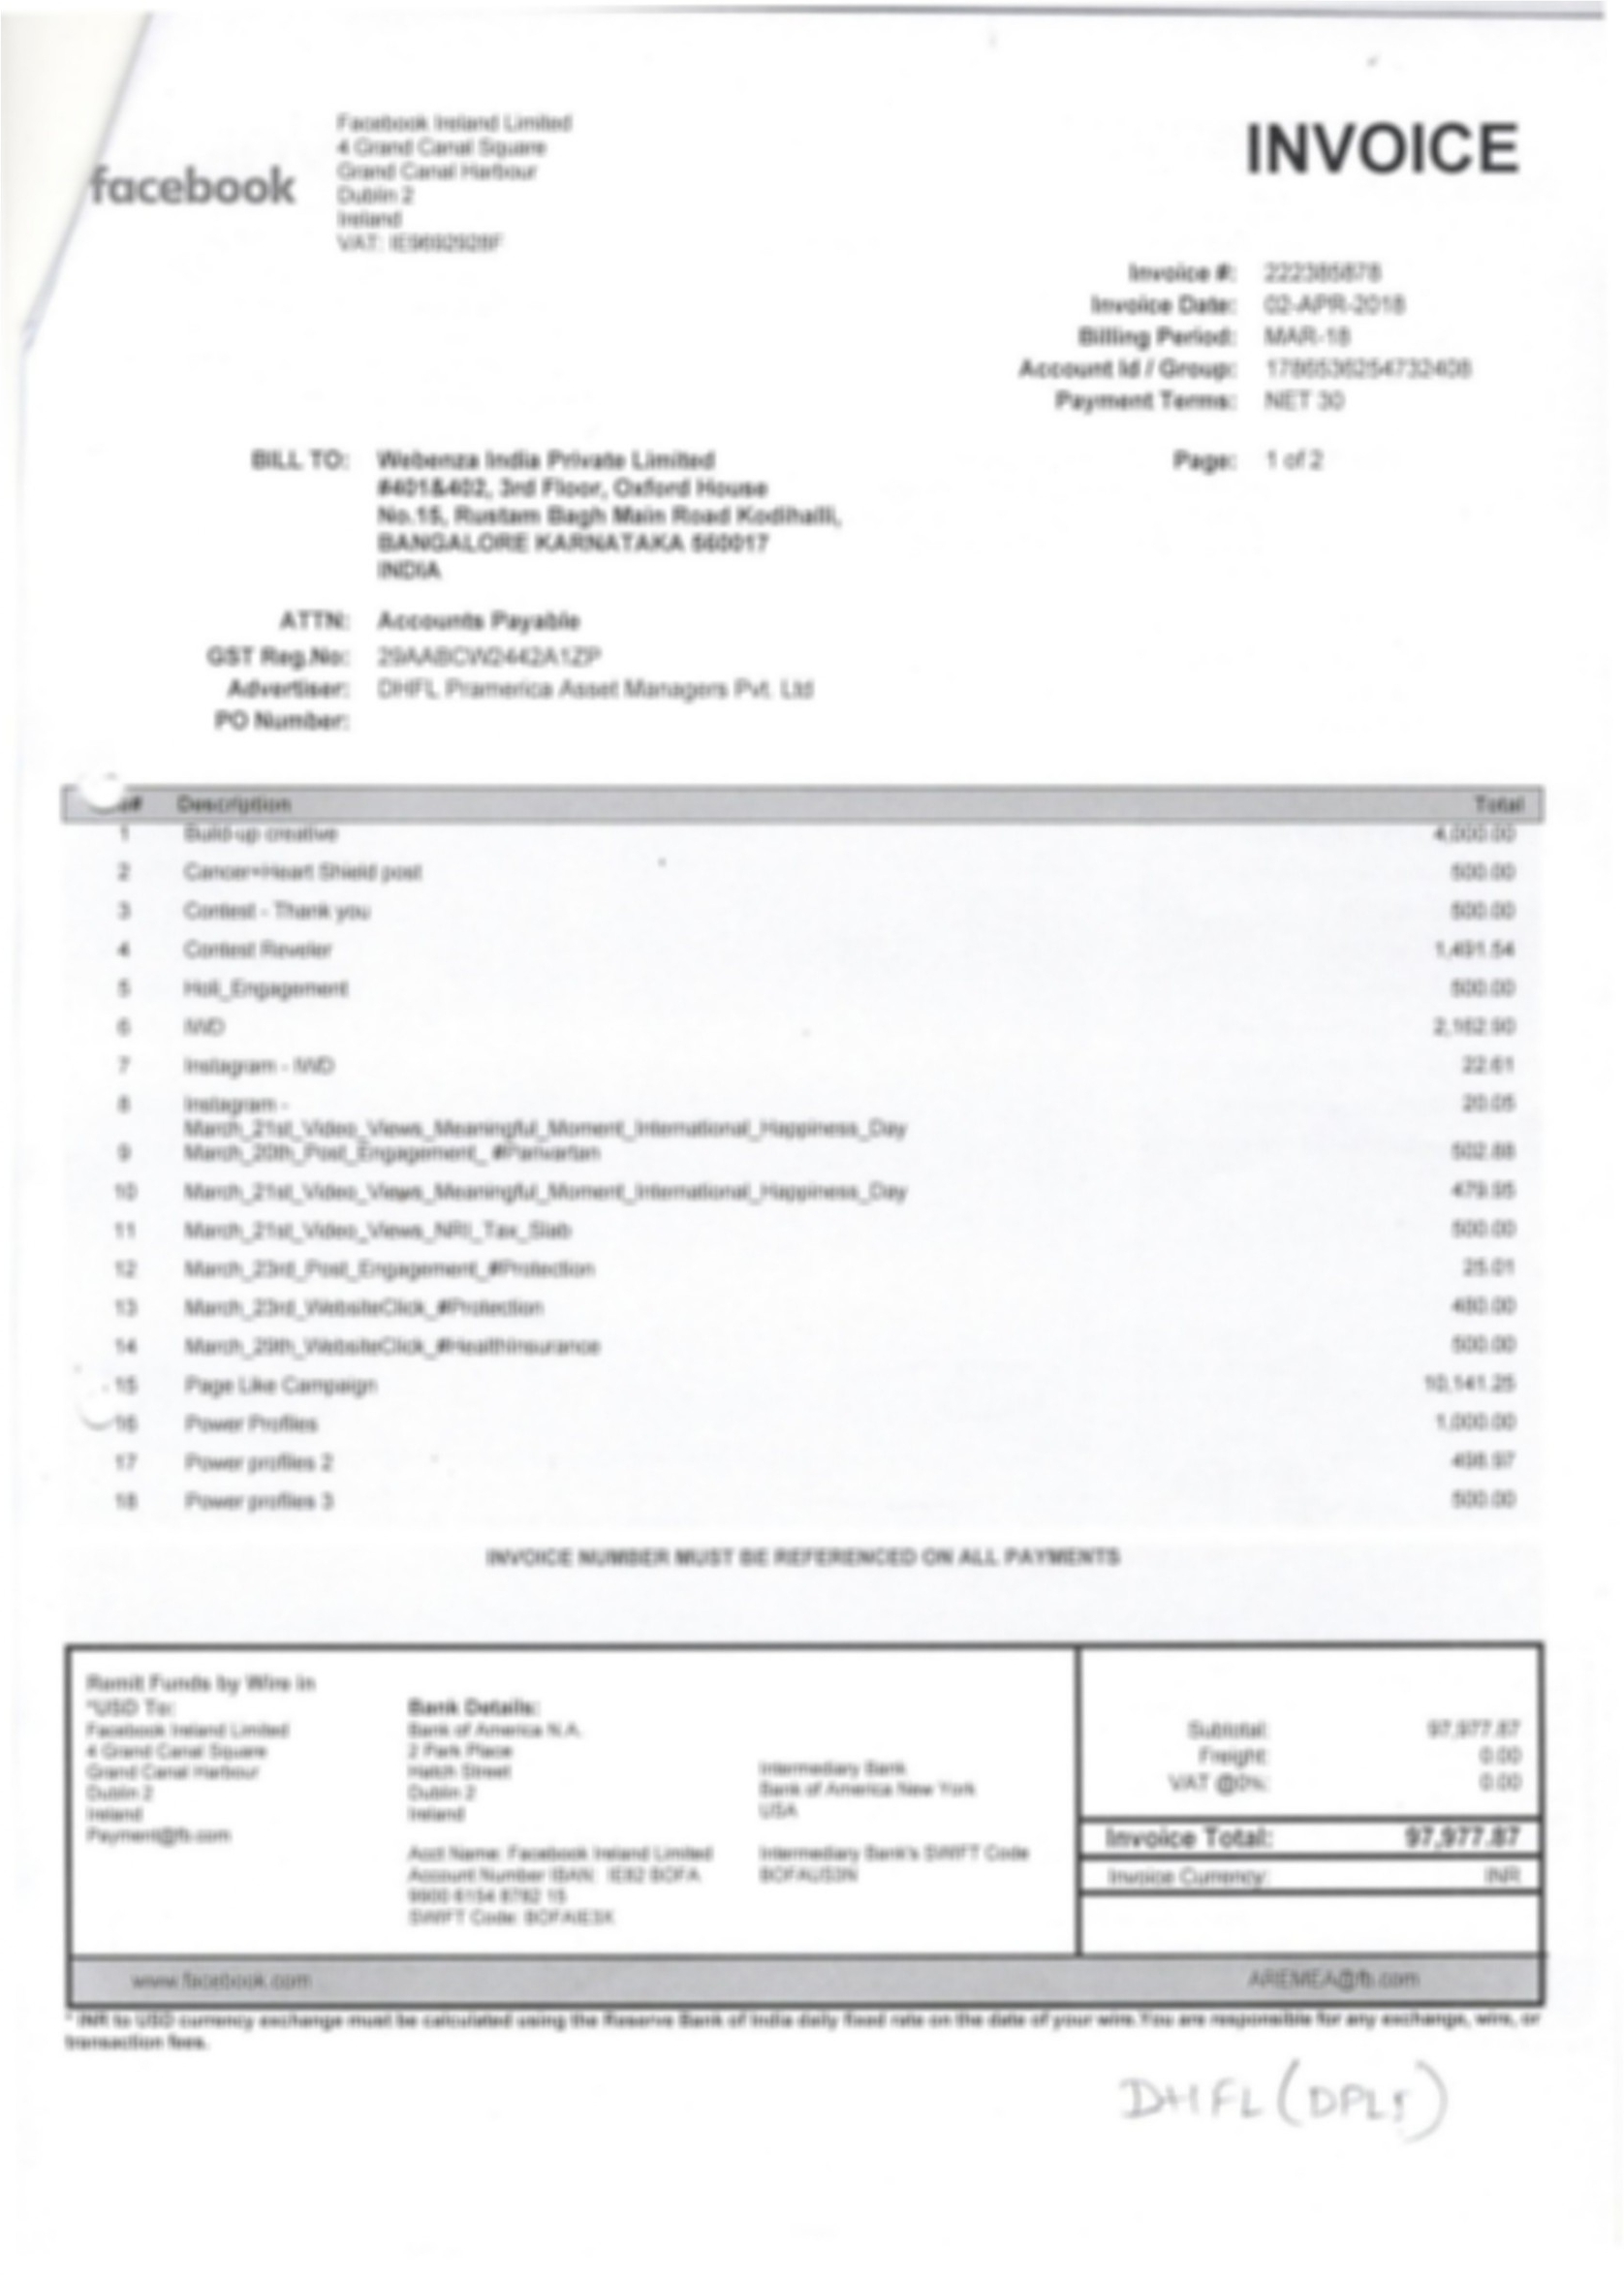 facebook
Facebook Ireland Limited
4 Grand Canal Square
Grand Canal Harbour
Dublin 2
Ireland
VAT: IE9692928F
INVOICE
Invoice #: 222385878
Invoice Date: 02-APR-2018
Billing Period: MAR-18
Account Id / Group: 1786536254732408
Payment Terms: NET 30
Page: 1 of 2
BILL TO: Webenza India Private Limited
#401&402, 3rd Floor, Oxford House
No.15, Rustam Bagh Main Road Kodihalli,
BANGALORE KARNATAKA 560017
INDIA
ATTN: Accounts Payable
GST Reg.No: 29AABCW2442A1ZP
Advertiser: DHFL Pramerica Asset Managers Pvt. Ltd
PO Number:
Description Total
1 Build-up creative 4,000.00
2 Cancer+Heart Shield post 500.00
3 Contest - Thank you 500.00
4 Contest Reveler 1,491.54
5 Holi_Engagement 500.00
6 IWD 2,162.90
7 Instagram - IWD 22.61
8 Instagram - 20.05
March_21st_Video_Views_Meaningful_Moment_International_Happiness_Day
9 March_20th_Post_Engagement_ #Parivartan 502.88
10 March_21st_Video_Views_Meaningful_Moment_International_Happiness_Day 479.95
11 March_21st_Video_Views_NRI_Tax_Slab 500.00
12 March_23rd_Post_Engagement_#Protection 25.01
13 March_23rd_WebsiteClick_#Protection 480.00
14 March_29th_WebsiteClick_#HealthInsurance 500.00
15 Page Like Campaign 10,141.25
16 Power Profiles 1,000.00
17 Power profiles 2 498.97
18 Power profiles 3 500.00
INVOICE NUMBER MUST BE REFERENCED ON ALL PAYMENTS
Remit Funds by Wire in
*USD To:
Facebook Ireland Limited
4 Grand Canal Square
Grand Canal Harbour
Dublin 2
Ireland
Payment@fb.com
Bank Details:
Bank of America N.A.
2 Park Place
Hatch Street
Dublin 2
Ireland
Acct Name: Facebook Ireland Limited
Account Number IBAN: IE82 BOFA
9900 6154 8782 15
SWIFT Code: BOFAIE3X
Intermediary Bank
Bank of America New York
USA
Intermediary Bank's SWIFT Code
BOFAUS3N
Subtotal: 97,977.87
Freight: 0.00
VAT @0%: 0.00
Invoice Total: 97,977.87
Invoice Currency: INR
www.facebook.com AREMEA@fb.com
* INR to USD currency exchange must be calculated using the Reserve Bank of India daily fixed rate on the date of your wire.You are responsible for any exchange, wire, or
transaction fees.
DHFL